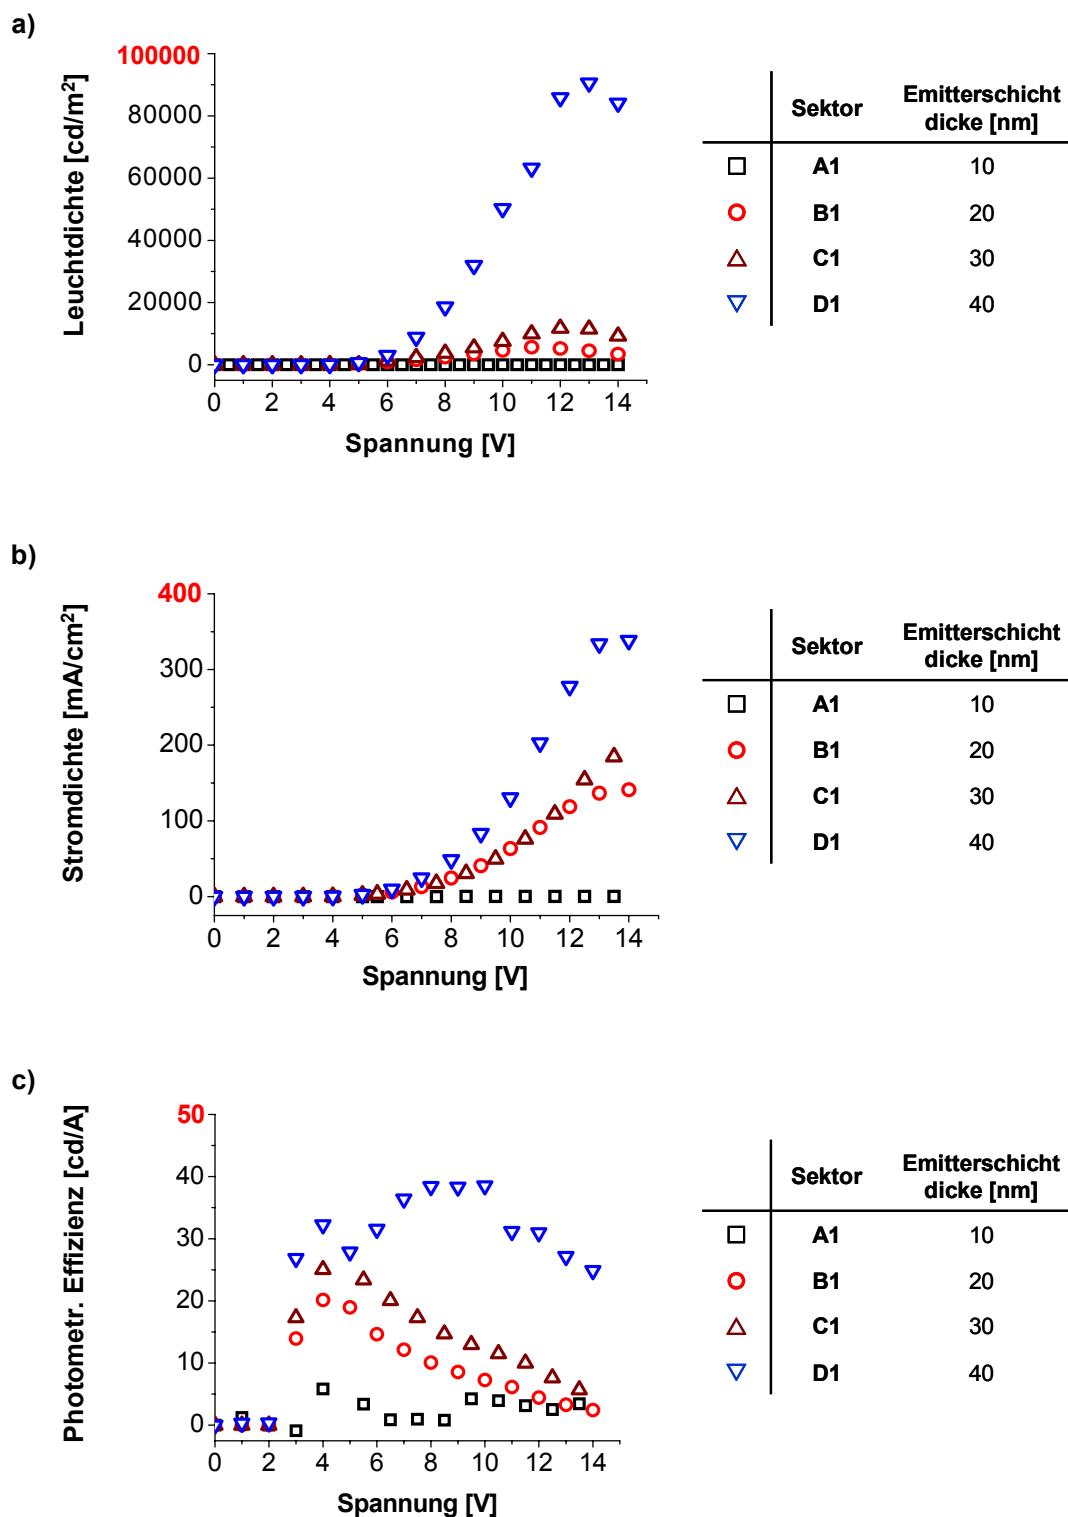 a)
100000
80000
60000
40000
20000
0
Leuchtdichte [cd/m²]
0 2 4 6 8 10 12 14
Spannung [V]
Sektor Emitterschicht
dicke [nm]
A1 10
B1 20
C1 30
D1 40
b)
400
300
200
100
0
Stromdichte [mA/cm²]
0 2 4 6 8 10 12 14
Spannung [V]
Sektor Emitterschicht
dicke [nm]
A1 10
B1 20
C1 30
D1 40
c)
50
40
30
20
10
0
Photometr. Effizienz [cd/A]
0 2 4 6 8 10 12 14
Spannung [V]
Sektor Emitterschicht
dicke [nm]
A1 10
B1 20
C1 30
D1 40